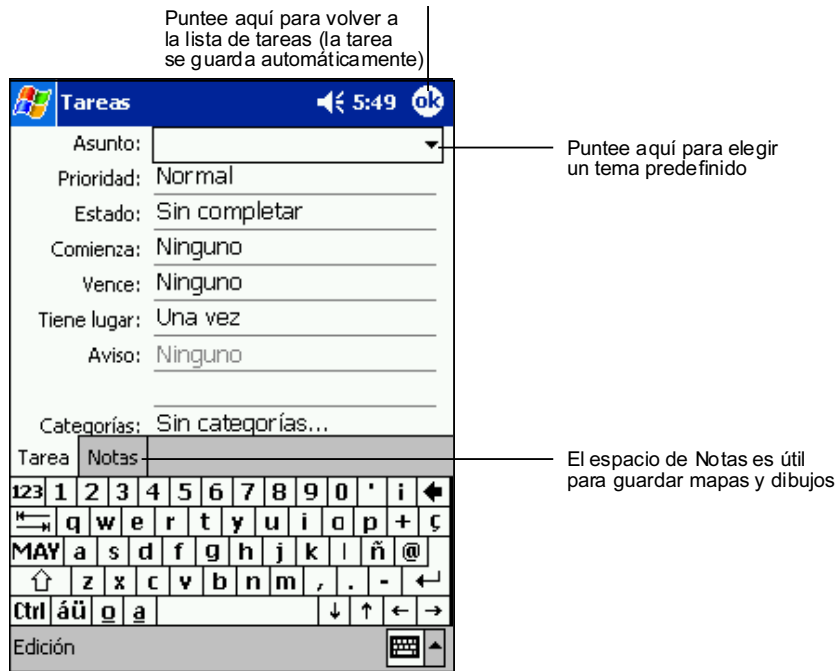 Puntee aquí para volver a
la lista de tareas (la tarea
se guarda automáticamente)
Tareas 5:49 ok
Asunto:
Puntee aquí para elegir
un tema predefinido
Prioridad: Normal
Estado: Sin completar
Comienza: Ninguno
Vence: Ninguno
Tiene lugar: Una vez
Aviso: Ninguno
Categorías: Sin categorías...
Tarea Notas
El espacio de Notas es útil
para guardar mapas y dibujos
123 1 2 3 4 5 6 7 8 9 0 ' ¡
q w e r t y u i o p + ç
MAY a s d f g h j k l ñ @
z x c v b n m , . -
Ctrl áü o a ↓ ↑ ← →
Edición